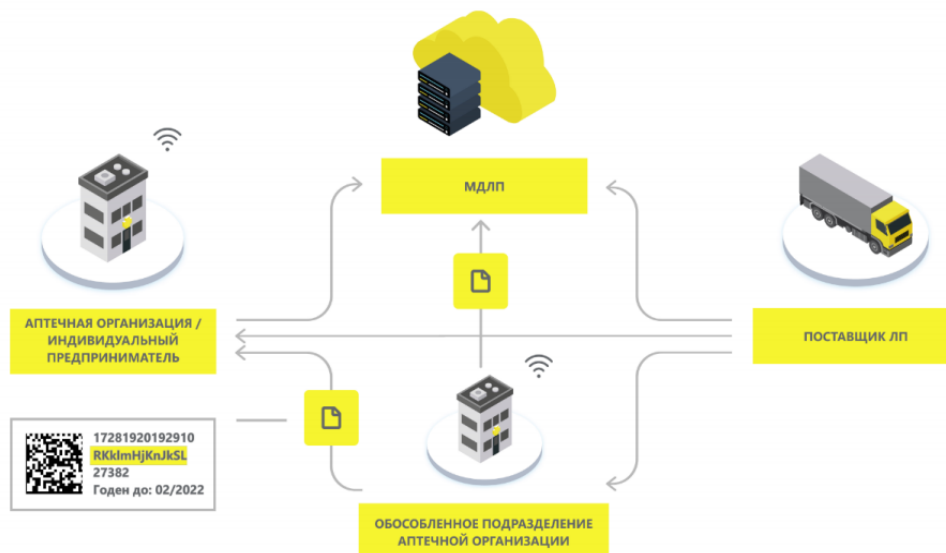 МДЛП
АПТЕЧНАЯ ОРГАНИЗАЦИЯ /
ИНДИВИДУАЛЬНЫЙ
ПРЕДПРИНИМАТЕЛЬ
ПОСТАВЩИК ЛП
17281920192910
RKklmHjKnJkSL
27382
Годен до: 02/2022
ОБОСОБЛЕННОЕ ПОДРАЗДЕЛЕНИЕ
АПТЕЧНОЙ ОРГАНИЗАЦИИ